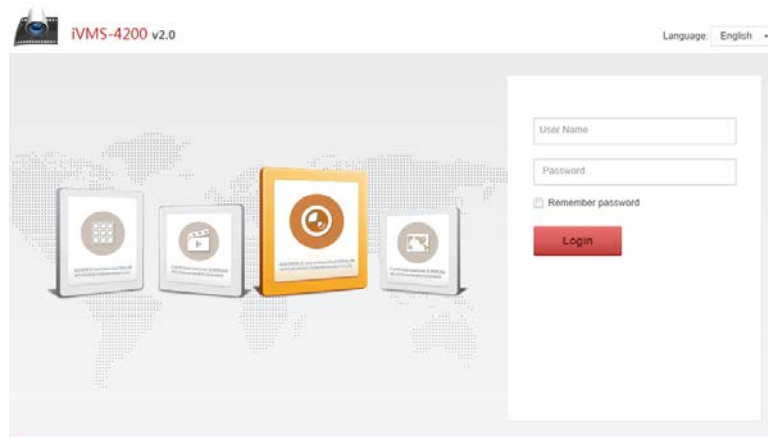 iVMS-4200 v2.0
Language: English
User Name
Password
Remember password
Login